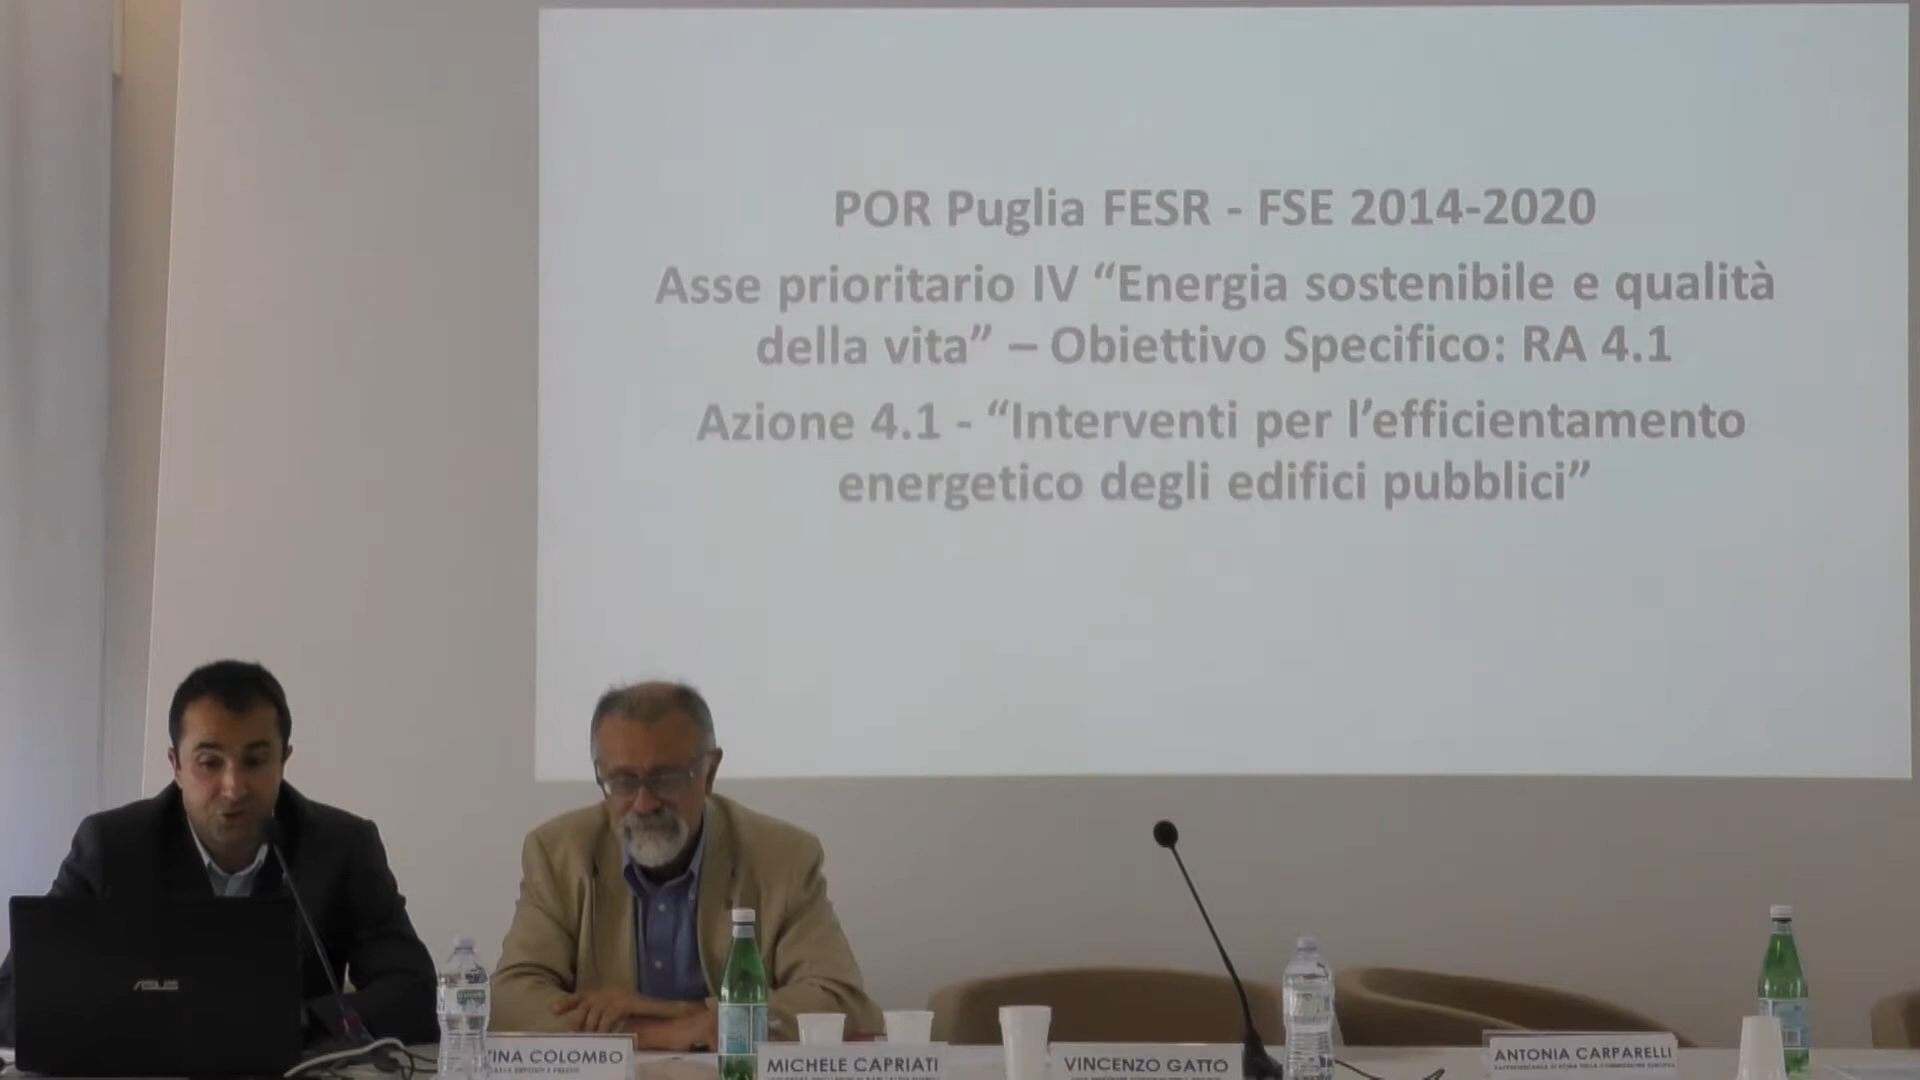 POR Puglia FESR - FSE 2014-2020
Asse prioritario IV “Energia sostenibile e qualità
della vita” – Obiettivo Specifico: RA 4.1
Azione 4.1 - “Interventi per l’efficientamento
energetico degli edifici pubblici”
ASUS
TINA COLOMBO
MICHELE CAPRIATI
VINCENZO GATTO
ANTONIA CARPARELLI